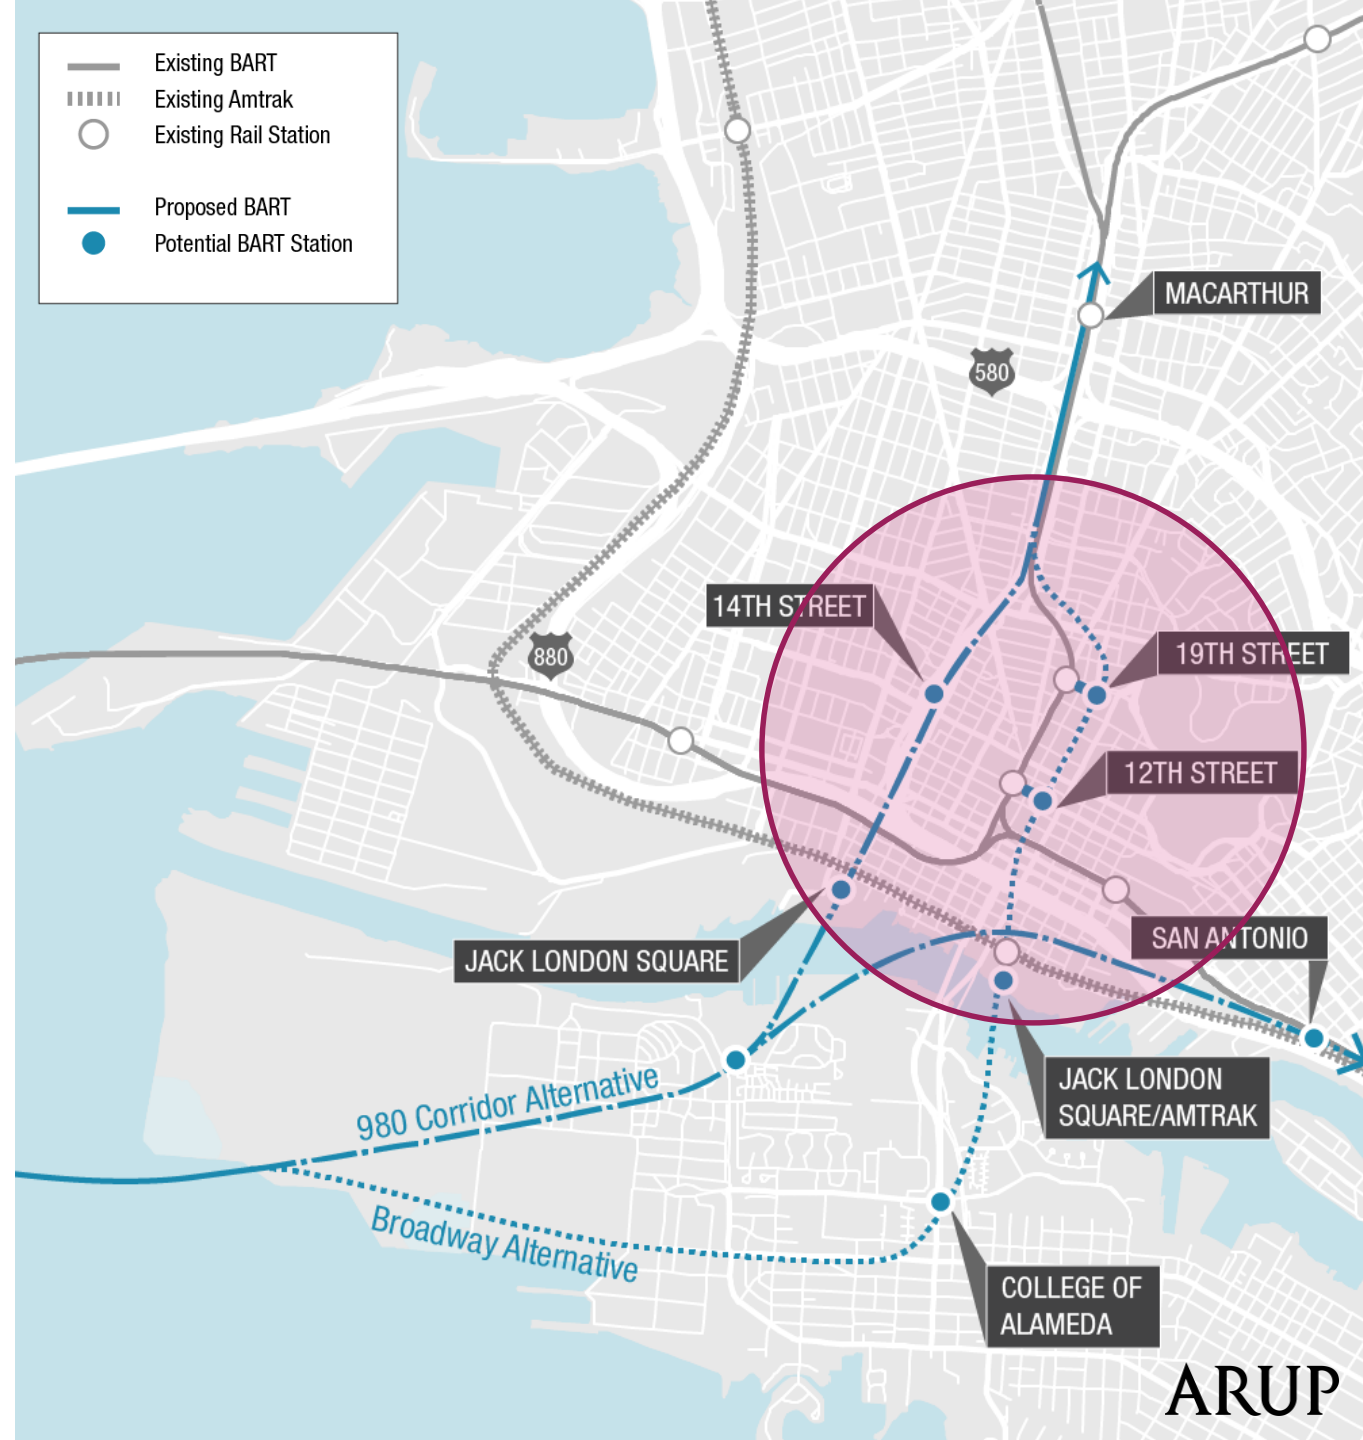 Existing BART
Existing Amtrak
Existing Rail Station
Proposed BART
Potential BART Station
MACARTHUR
580
14TH STREET
880
19TH STREET
12TH STREET
SAN ANTONIO
JACK LONDON SQUARE
980 Corridor Alternative
JACK LONDON
SQUARE/AMTRAK
Broadway Alternative
COLLEGE OF
ALAMEDA
ARUP